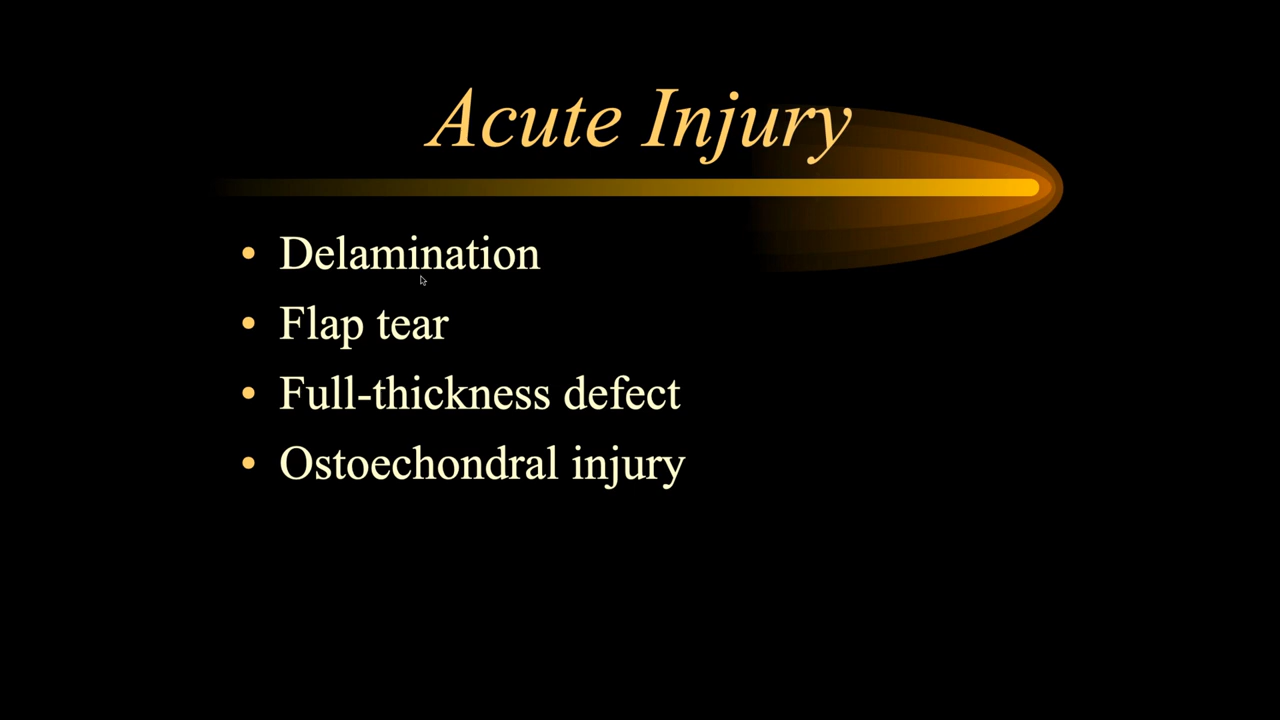 Acute Injury
• Delamination
• Flap tear
• Full-thickness defect
• Ostoechondral injury